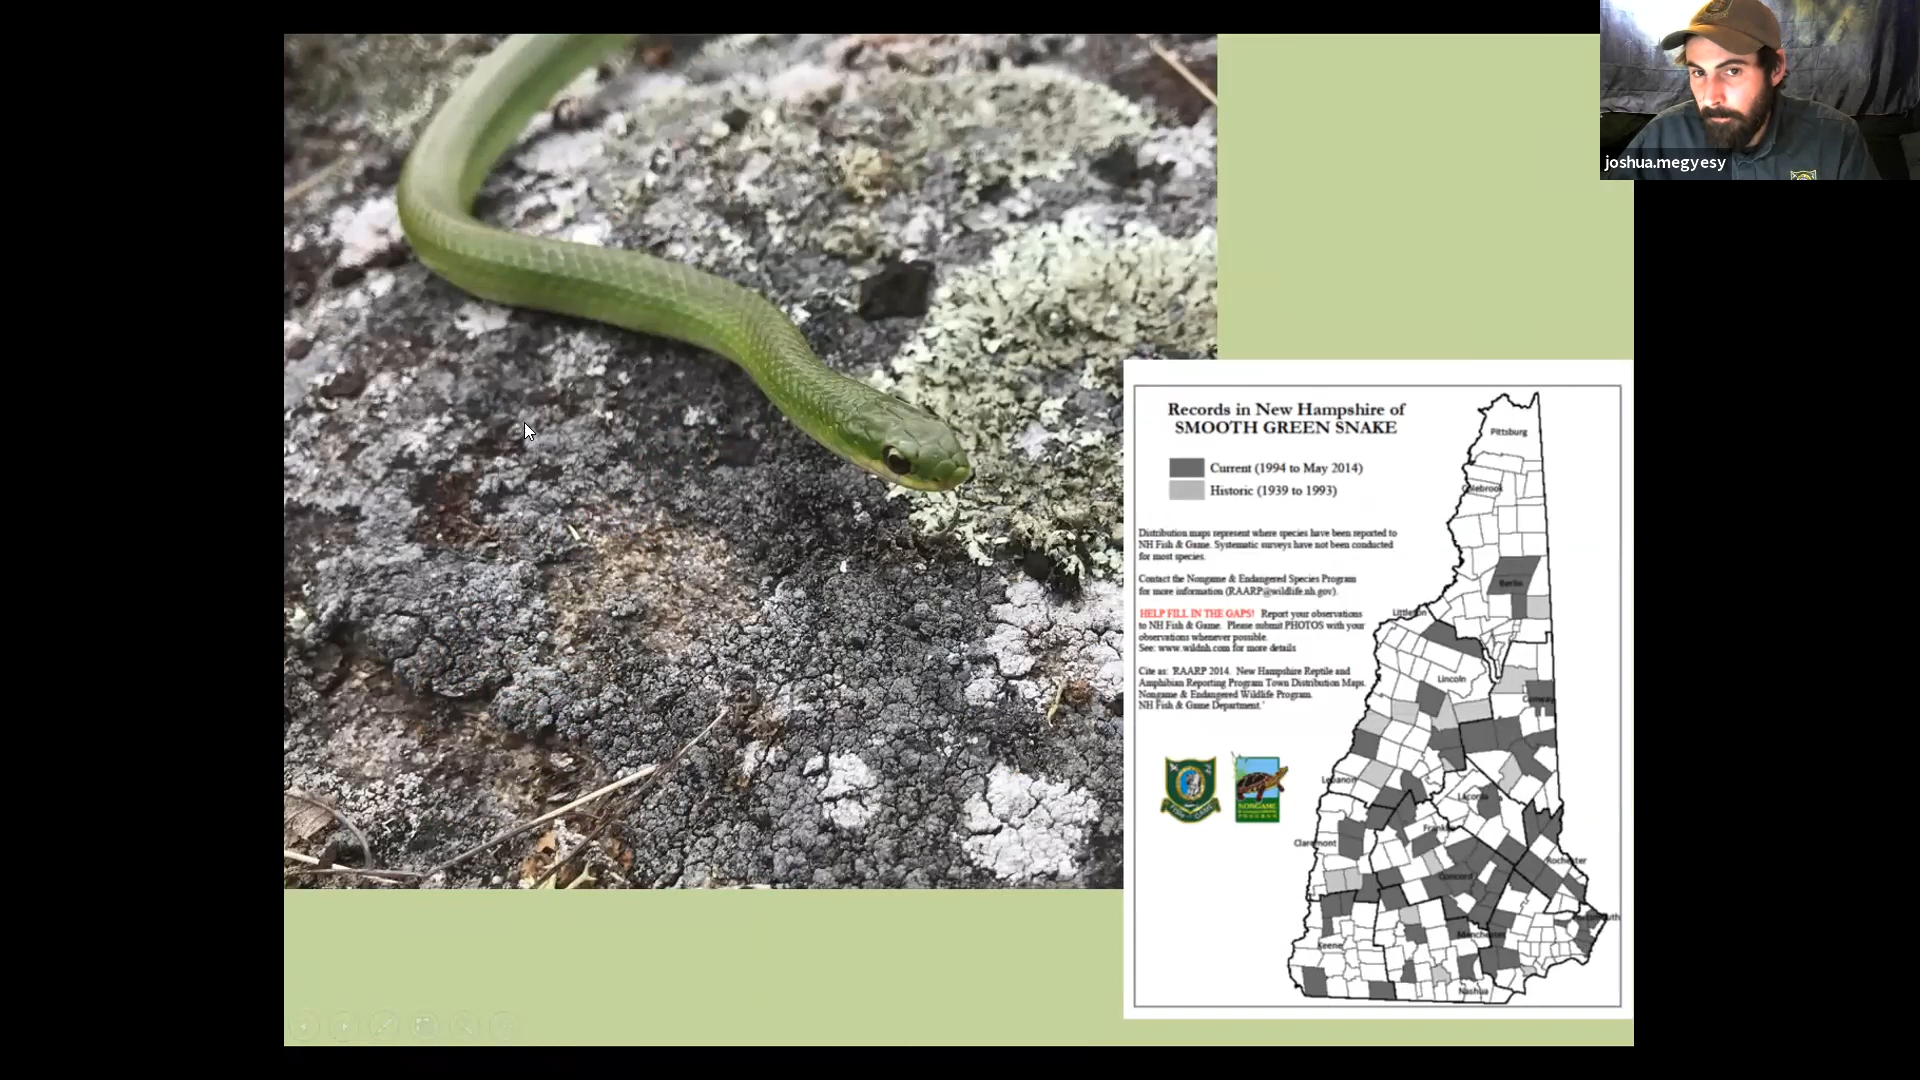 joshua.megyesy
Records in New Hampshire of
SMOOTH GREEN SNAKE
Current (1994 to May 2014)
Historic (1939 to 1993)
Distribution maps represent where species have been reported to
NH Fish & Game. Systematic surveys have not been conducted
for most species.
Contact the Nongame & Endangered Species Program
for more information (RAARP@wildlife.nh.gov).
HELP FILL IN THE GAPS! Report your observations
to NH Fish & Game. Please submit PHOTOS with your
observations whenever possible.
See: www.wildnh.com for more details
Cite as: 'RAARP 2014. New Hampshire Reptile and
Amphibian Reporting Program Town Distribution Maps.
Nongame & Endangered Wildlife Program.
NH Fish & Game Department.'
NONGAME
PROGRAM
Pittsburg
Colebrook
Berlin
Littleton
Lincoln
Conway
Lebanon
Laconia
Franklin
Claremont
Rochester
Concord
Portsmouth
Manchester
Keene
Nashua